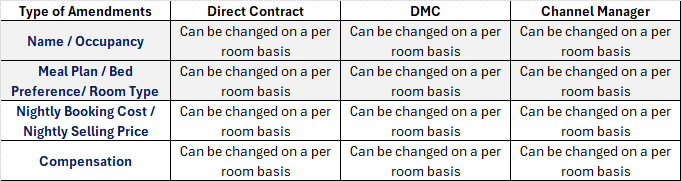 Type of Amendments Direct Contract DMC Channel Manager
Name / Occupancy
Can be changed on a per
room basis
Can be changed on a per
room basis
Can be changed on a per
room basis
Meal Plan / Bed
Preference/ Room Type
Can be changed on a per
room basis
Can be changed on a per
room basis
Can be changed on a per
room basis
Nightly Booking Cost /
Nightly Selling Price
Can be changed on a per
room basis
Can be changed on a per
room basis
Can be changed on a per
room basis
Compensation
Can be changed on a per
room basis
Can be changed on a per
room basis
Can be changed on a per
room basis